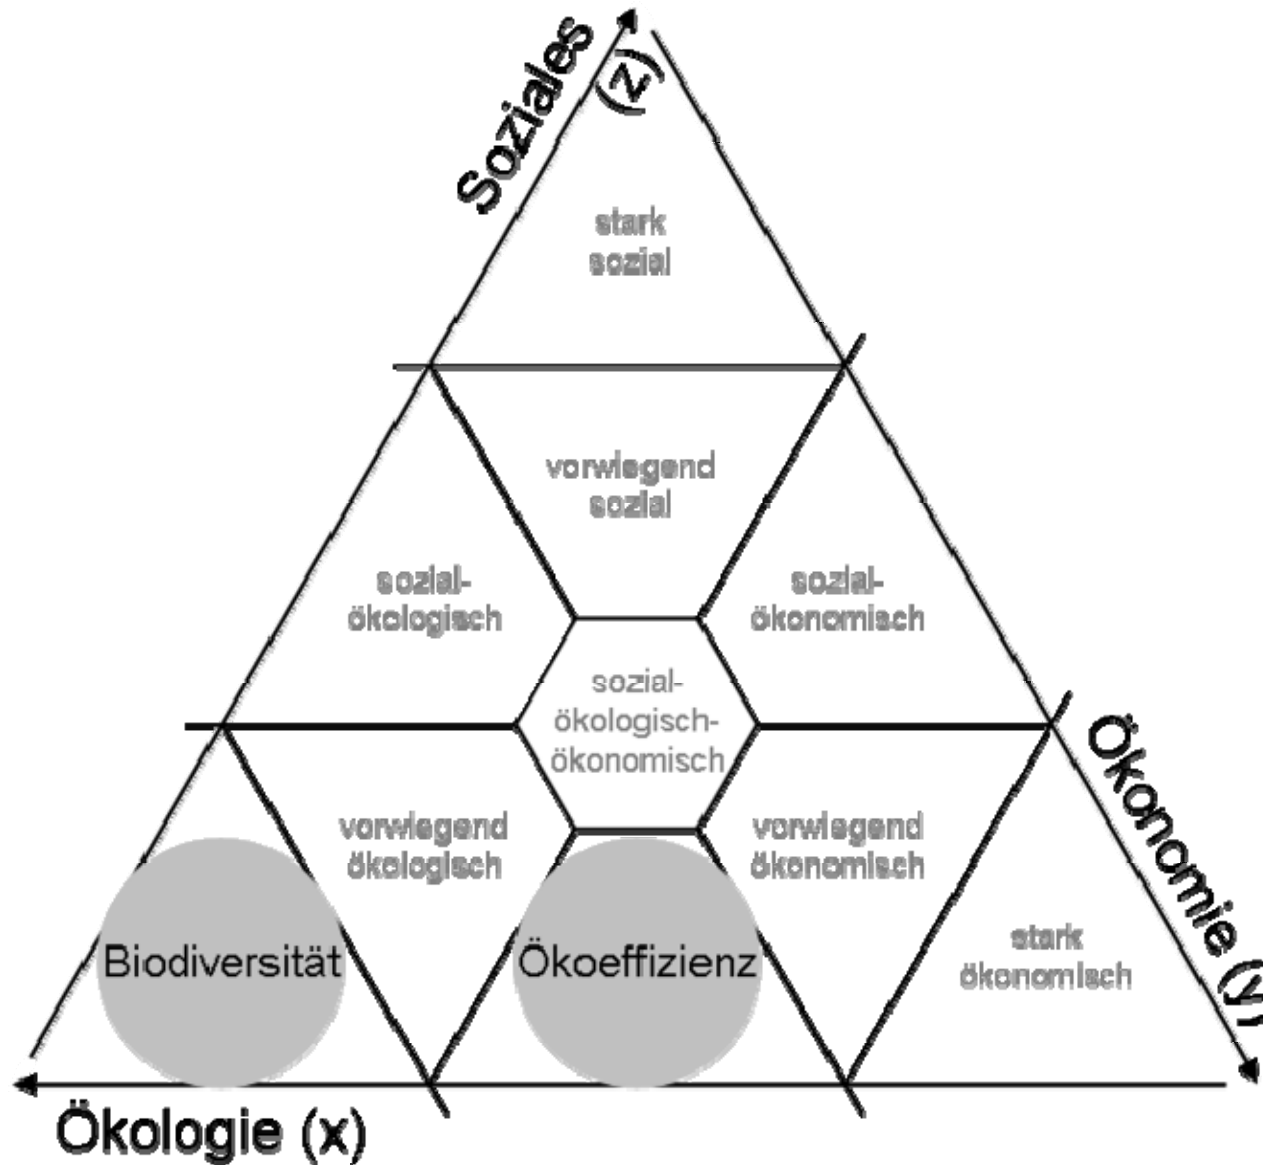 Soziales
(z)
stark
sozial
vorwiegend
sozial
sozial-
ökologisch
sozial-
ökonomisch
sozial-
ökologisch-
ökonomisch
vorwiegend
ökologisch
vorwiegend
ökonomisch
Biodiversität
Ökoeffizienz
stark
ökonomisch
Ökonomie (y)
Ökologie (x)